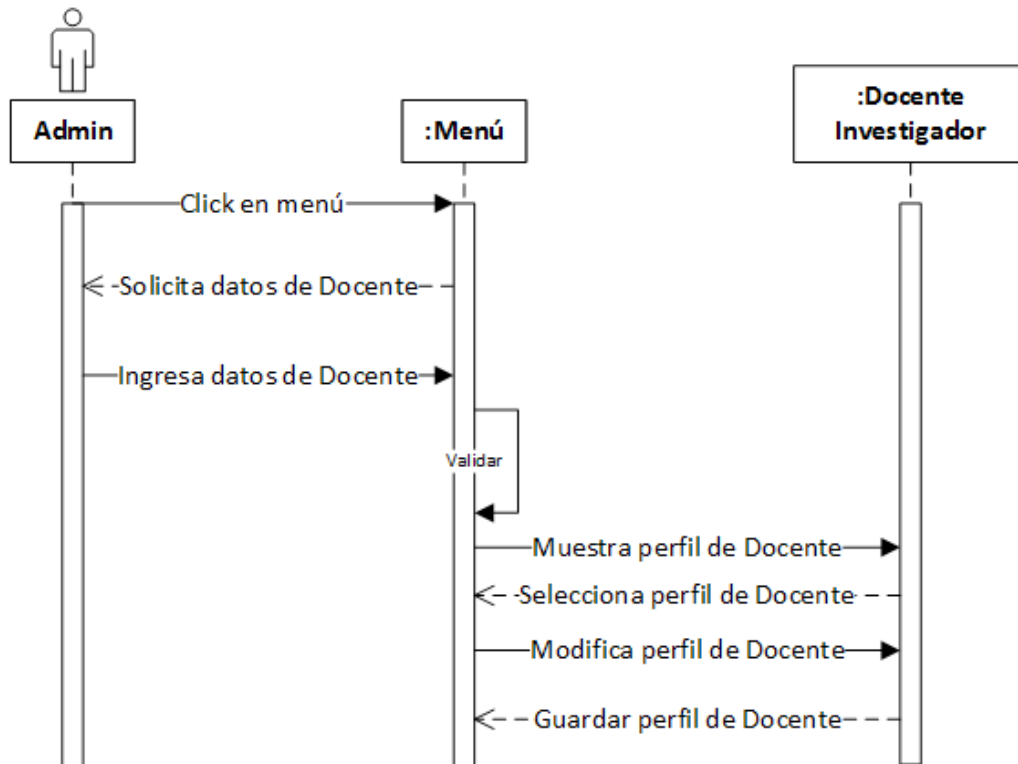 Admin
:Menú
:Docente
Investigador
Click en menú
Solicita datos de Docente
Ingresa datos de Docente
Validar
Muestra perfil de Docente
Selecciona perfil de Docente
Modifica perfil de Docente
Guardar perfil de Docente